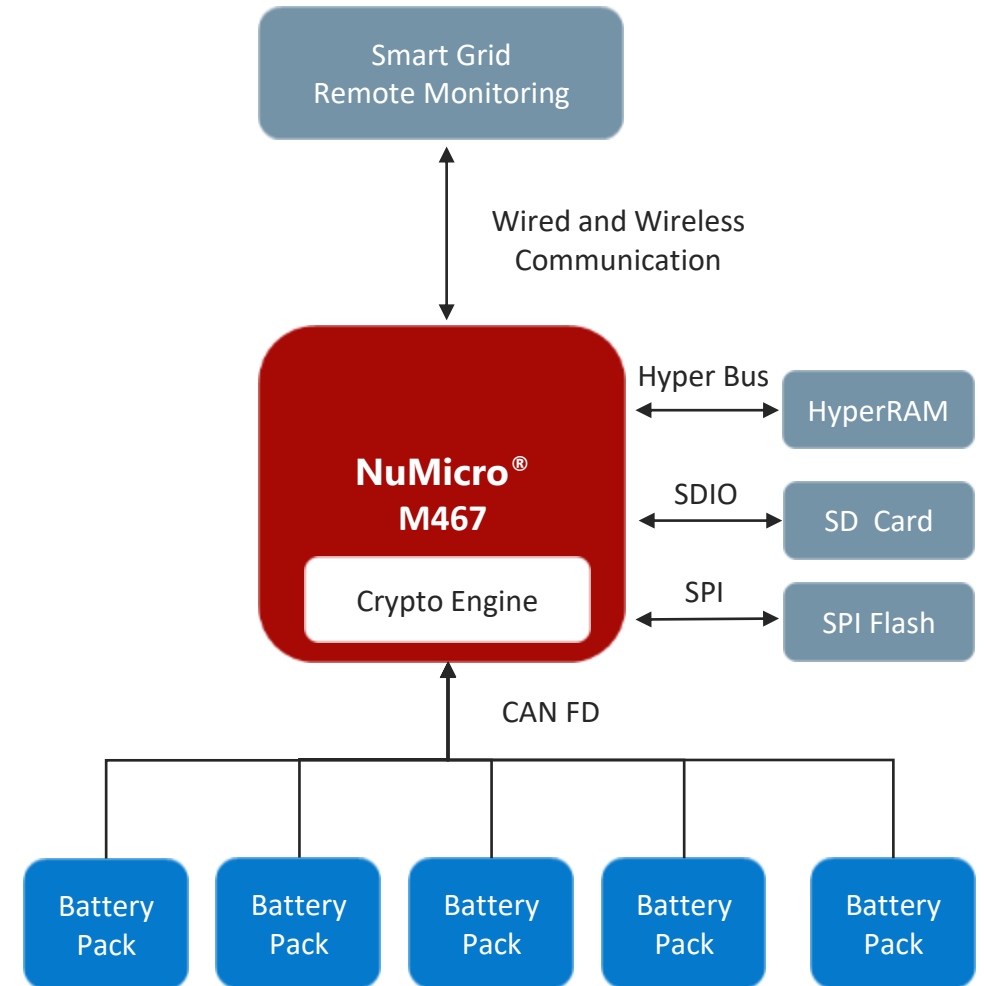 Smart Grid
Remote Monitoring
Wired and Wireless
Communication
Hyper Bus
HyperRAM
NuMicro®
M467
SDIO
SD Card
Crypto Engine
SPI
SPI Flash
CAN FD
Battery
Pack
Battery
Pack
Battery
Pack
Battery
Pack
Battery
Pack